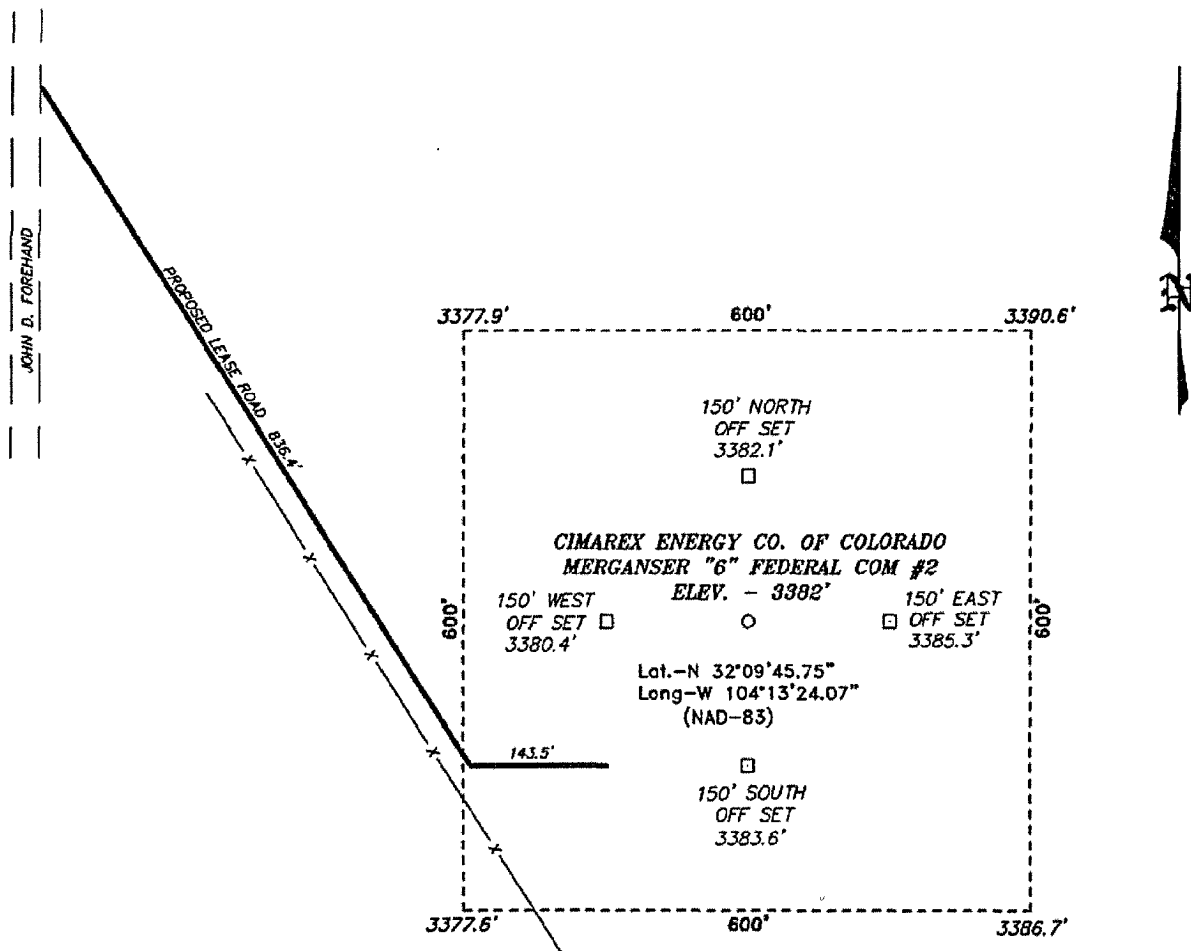 JOHN D. FOREHAND
PROPOSED LEASE ROAD 836.4'
3377.9'
600'
3390.6'
150' NORTH
OFF SET
3382.1'
CIMAREX ENERGY CO. OF COLORADO
MERGANSER "6" FEDERAL COM #2
ELEV. - 3382'
150' WEST
OFF SET
3380.4'
150' EAST
OFF SET
3385.3'
600'
600'
Lat.-N 32°09'45.75"
Long-W 104°13'24.07"
(NAD-83)
143.5'
150' SOUTH
OFF SET
3383.6'
3377.6'
600'
3386.7'
X
X
X
X
X
N